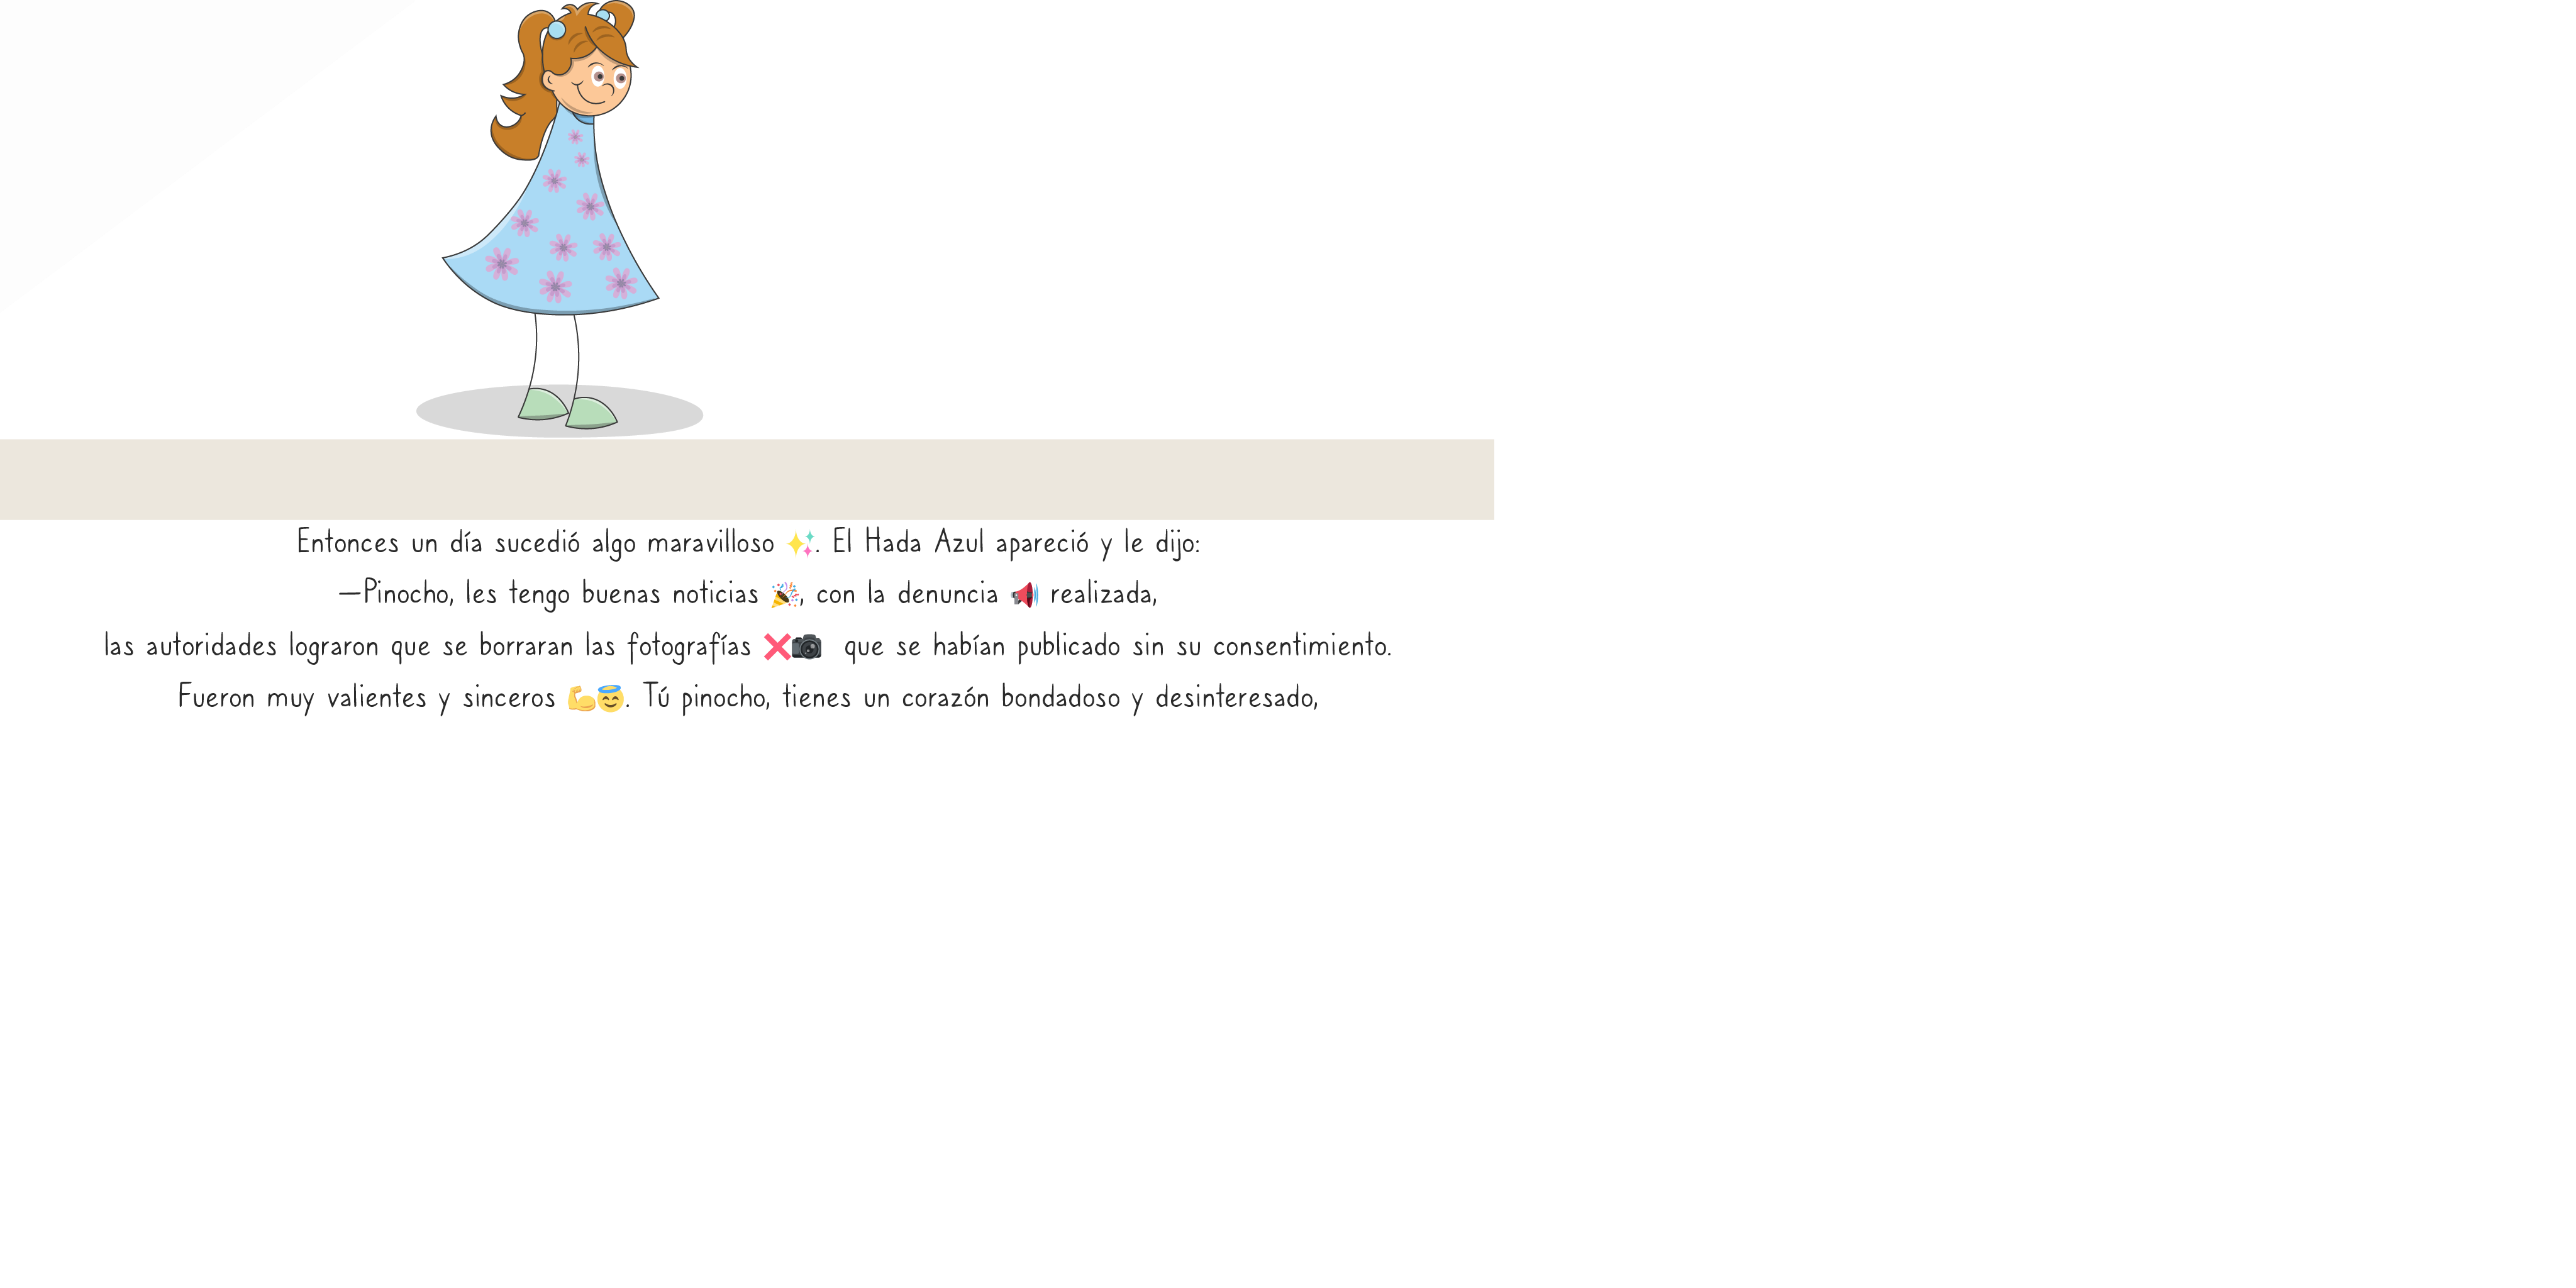 Entonces un día sucedió algo maravilloso ✨. El Hada Azul apareció y le dijo:
—Pinocho, les tengo buenas noticias 🎉, con la denuncia 📢 realizada,
las autoridades lograron que se borraran las fotografías ❌📷 que se habían publicado sin su consentimiento.
Fueron muy valientes y sinceros 💪😇. Tú pinocho, tienes un corazón bondadoso y desinteresado,